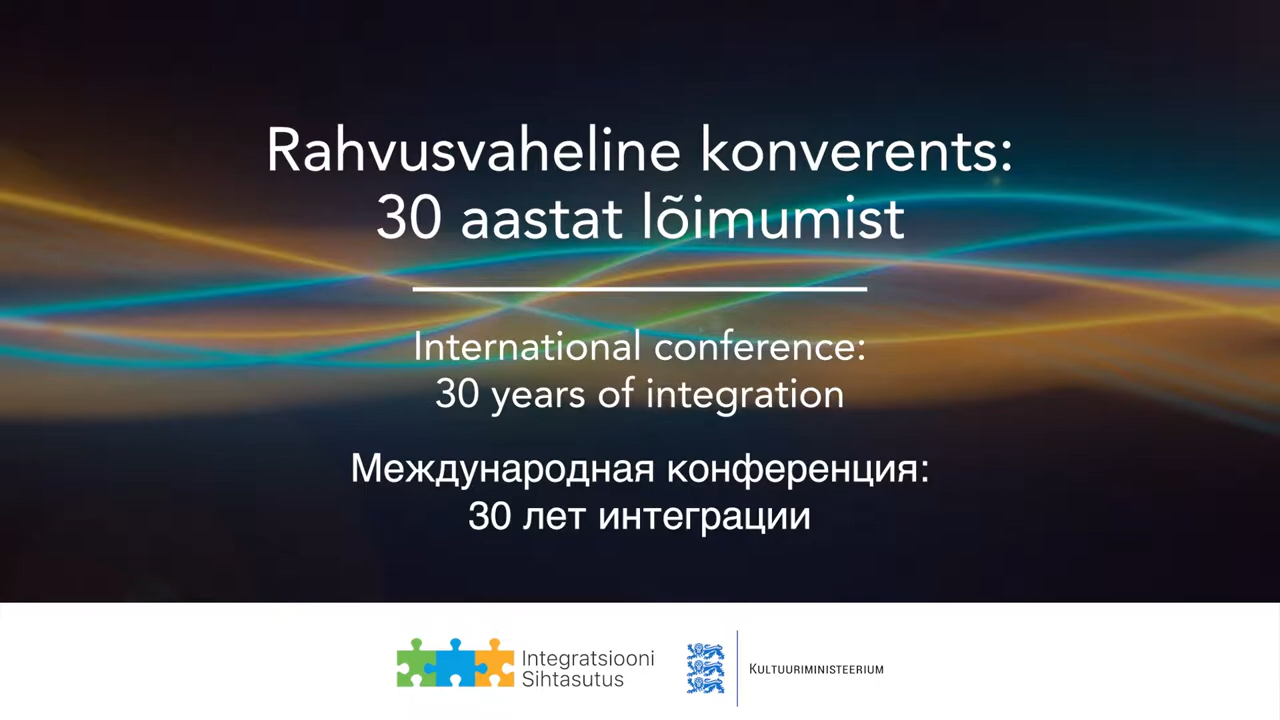 Rahvusvaheline konverents:
30 aastat lõimumist
International conference:
30 years of integration
Международная конференция:
30 лет интеграции
Integratsiooni
Sihtasutus
KULTUURIMINISTEERIUM